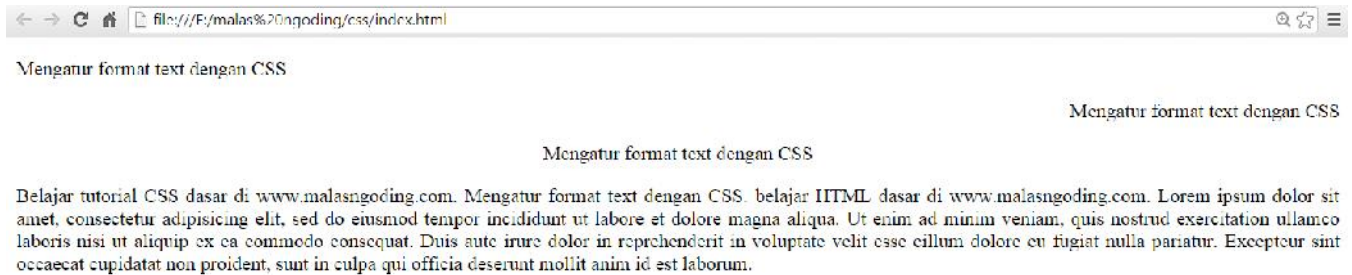 file:///F:/malas%20ngoding/css/index.html
Mengatur format text dengan CSS
Mengatur format text dengan CSS
Mengatur format text dengan CSS
Belajar tutorial CSS dasar di www.malasngoding.com. Mengatur format text dengan CSS. belajar HTML dasar di www.malasngoding.com. Lorem ipsum dolor sit
amet, consectetur adipisicing elit, sed do eiusmod tempor incididunt ut labore et dolore magna aliqua. Ut enim ad minim veniam, quis nostrud exercitation ullamco
laboris nisi ut aliquip ex ea commodo consequat. Duis aute irure dolor in reprehenderit in voluptate velit esse cillum dolore eu fugiat nulla pariatur. Excepteur sint
occaecat cupidatat non proident, sunt in culpa qui officia deserunt mollit anim id est laborum.